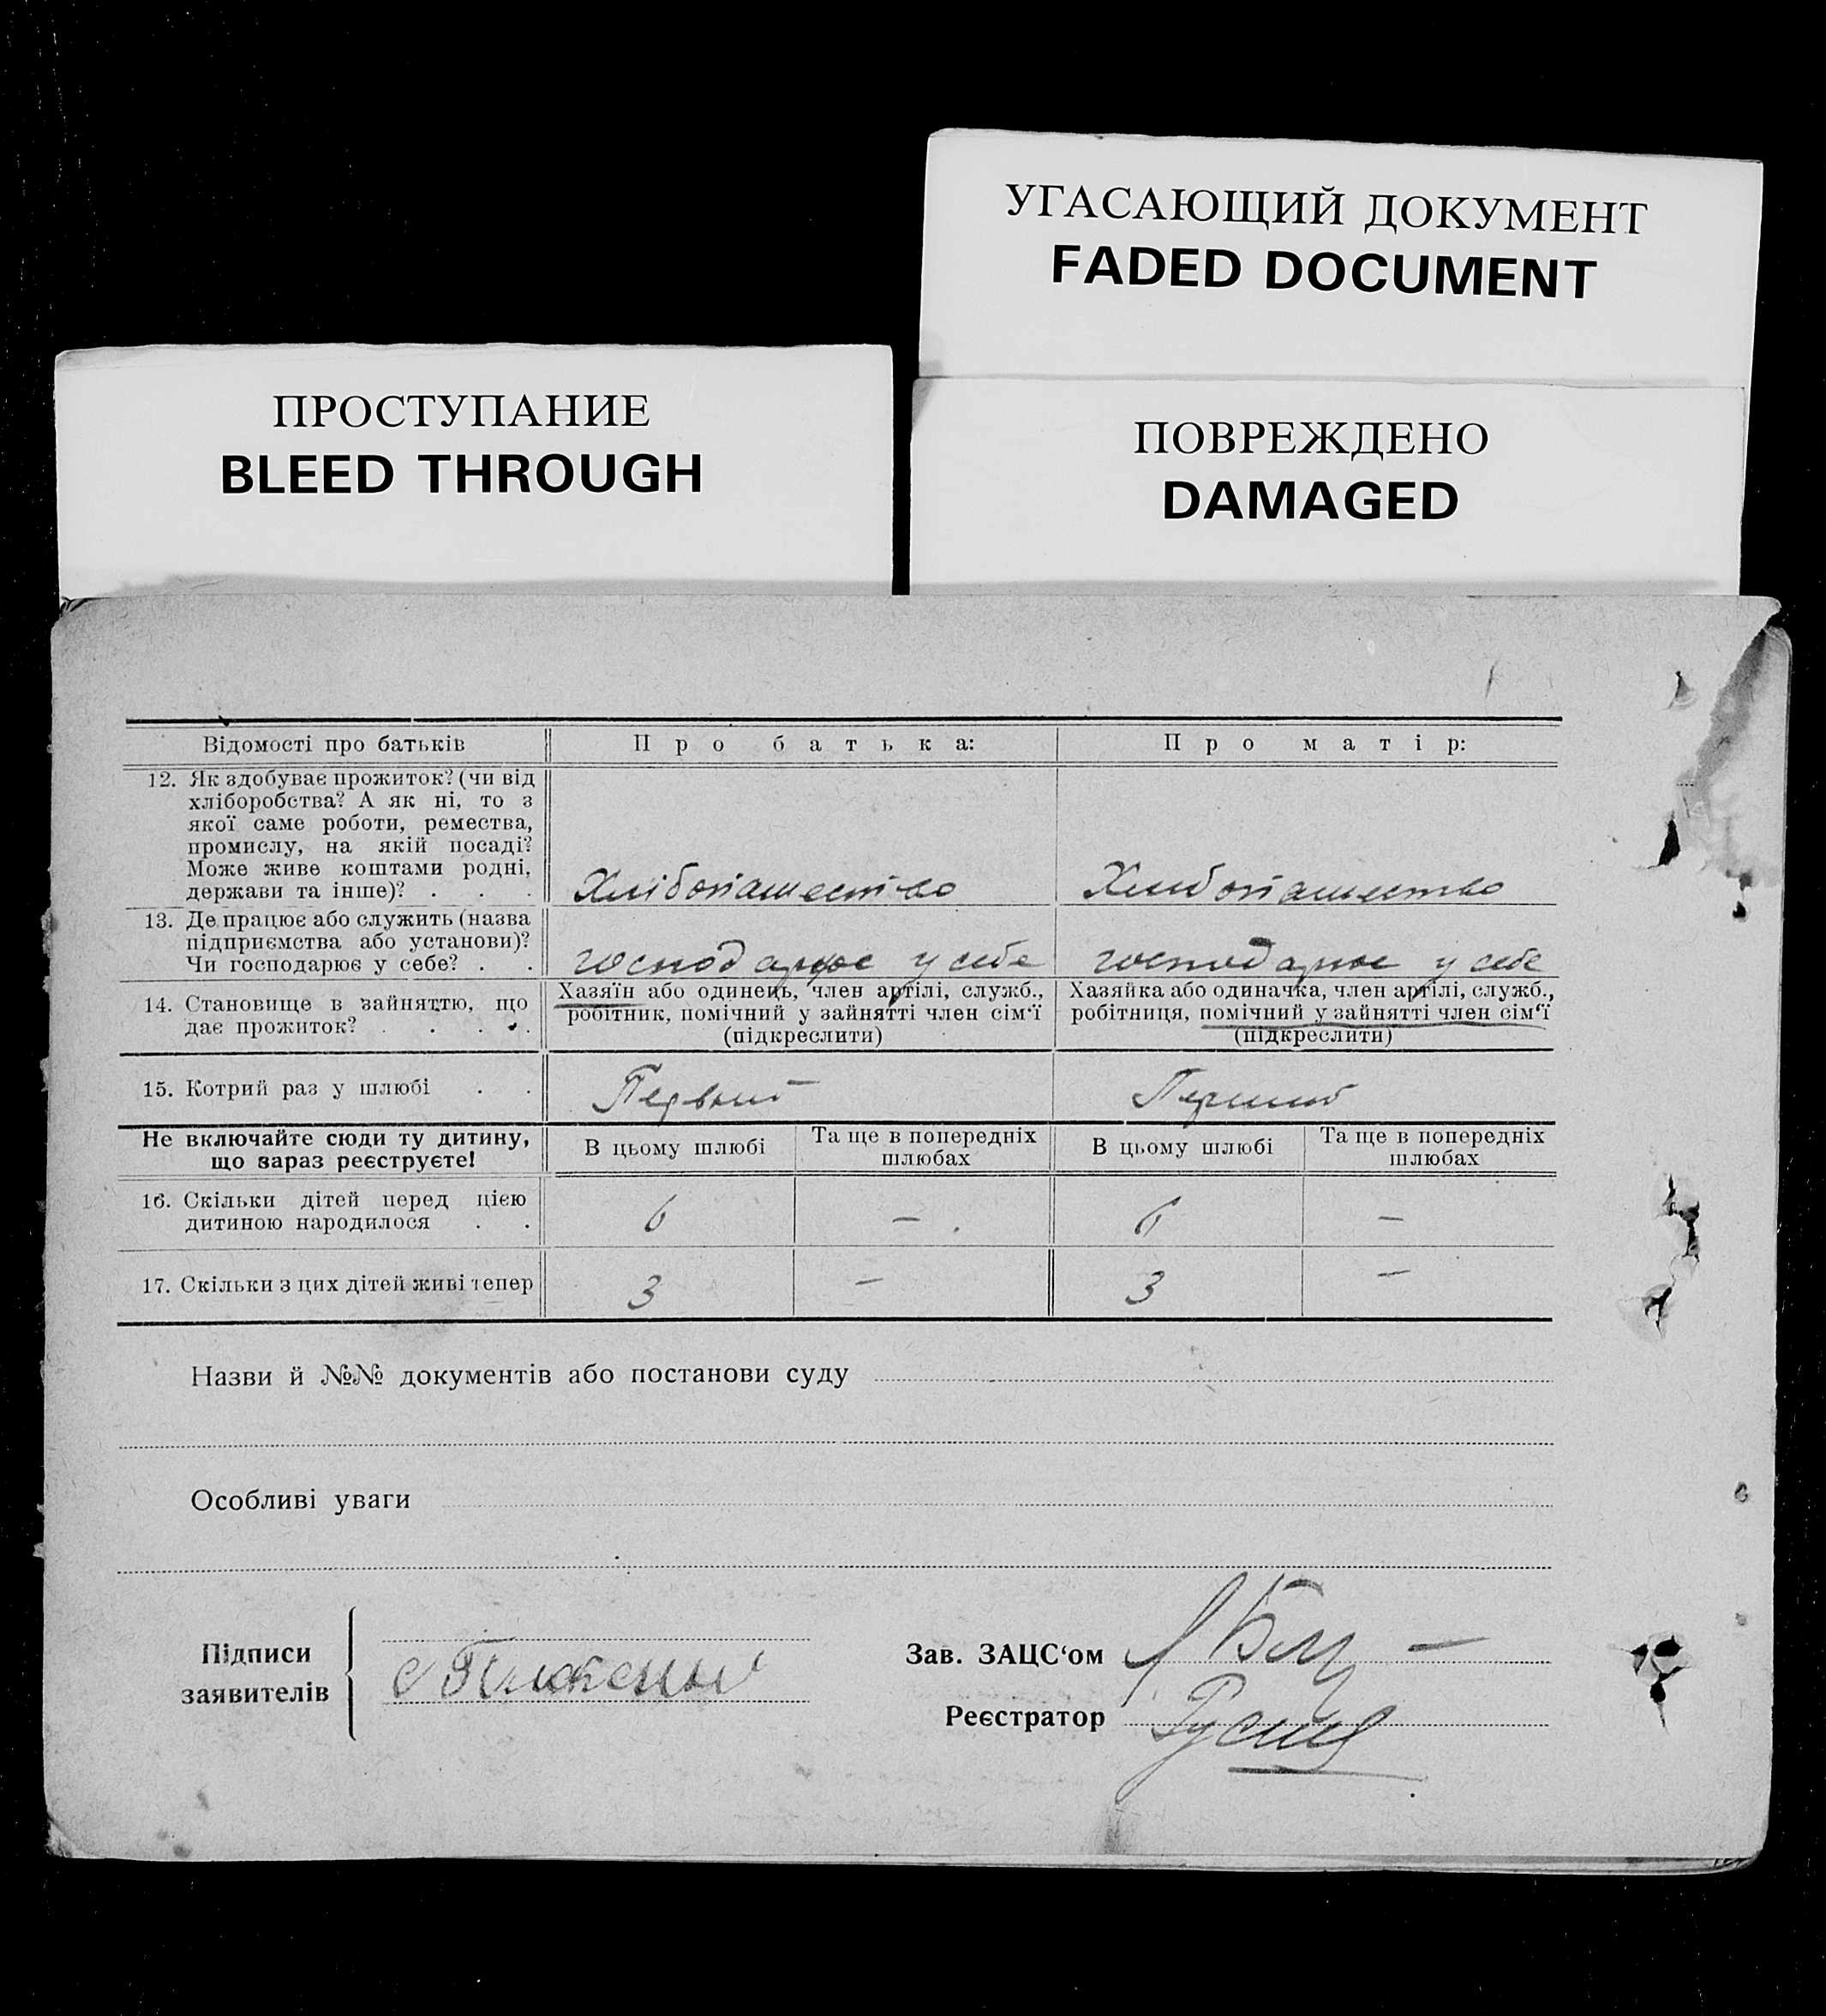 УГАСАЮЩИЙ ДОКУМЕНТ
FADED DOCUMENT
ПРОСТУПАНИЕ
BLEED THROUGH
ПОВРЕЖДЕНО
DAMAGED
Відомості про батьків
Про батька:
Про матір:
12. Як здобуває прожиток? (чи від
хліборобства? А як ні, то з
якої саме роботи, ремества,
промислу, на якій посаді?
Може живе коштами родні,
держави та інше)? . . .
Хлібопашество
Хлибопашество
13. Де працює або служить (назва
підприємства або установи)?
Чи господарює у себе? . .
господарює у себе
господарює у себе
14. Становище в зайняттю, що
дає прожиток? . . . .
Хазяїн або одинець, член артілі, служб.,
робітник, помічний у зайнятті член сім'ї
(підкреслити)
Хазяйка або одиначка, член артілі, служб.,
робітниця, помічний у зайнятті член сім‘ї
(підкреслити)
15. Котрий раз у шлюбі . .
Первый
Перший
Не включайте сюди ту дитину,
що зараз реєструєте!
В цьому шлюбі
Та ще в попередніх
шлюбах
В цьому шлюбі
Та ще в попередніх
шлюбах
16. Скільки дітей перед цією
дитиною народилося . .
6
—
6
—
17. Скільки з цих дітей живі тепер
3
—
3
—
Назви й №№ документів або постанови суду
Особливі уваги
Підписи
заявителів
Зав. ЗАЦС‘ом
Реєстратор